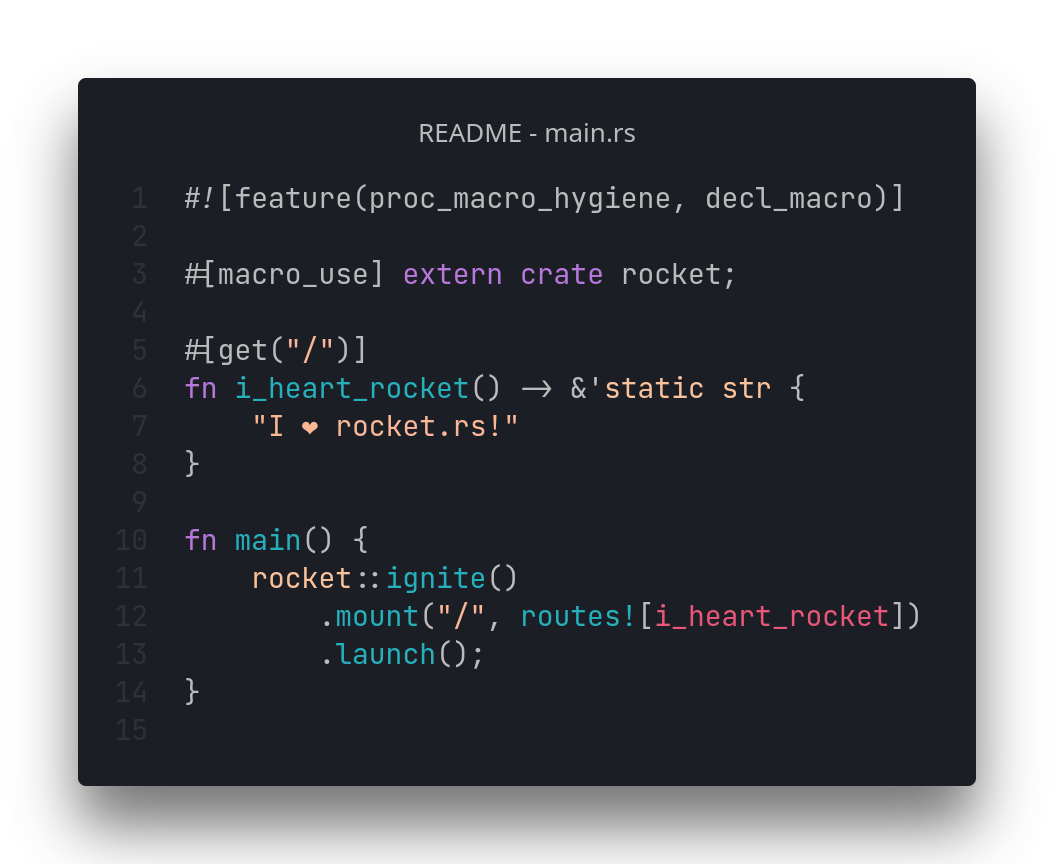 README - main.rs
1 #![feature(proc_macro_hygiene, decl_macro)]
2
3 #[macro_use] extern crate rocket;
4
5 #[get("/")]
6 fn i_heart_rocket() -> &'static str {
7     "I ❤ rocket.rs!"
8 }
9
10 fn main() {
11     rocket::ignite()
12         .mount("/", routes![i_heart_rocket])
13         .launch();
14 }
15